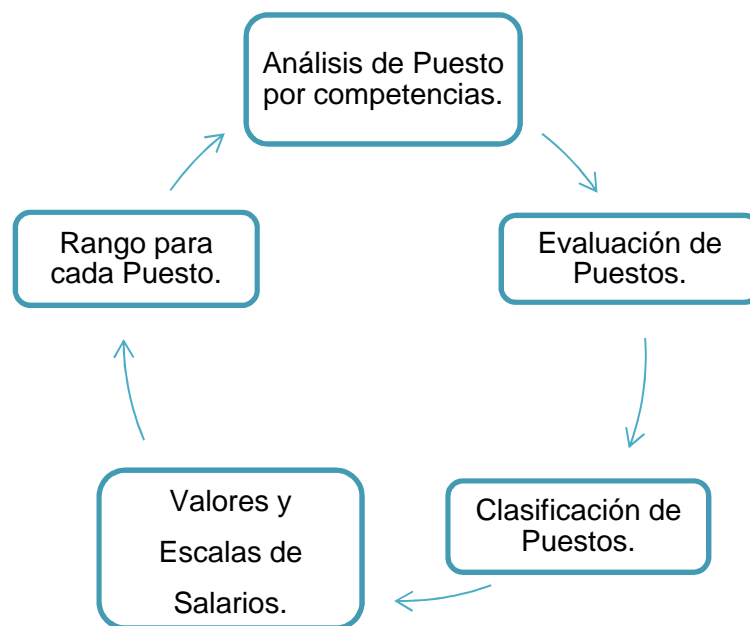 Análisis de Puesto
por competencias.
Evaluación de
Puestos.
Clasificación de
Puestos.
Valores y
Escalas de
Salarios.
Rango para
cada Puesto.